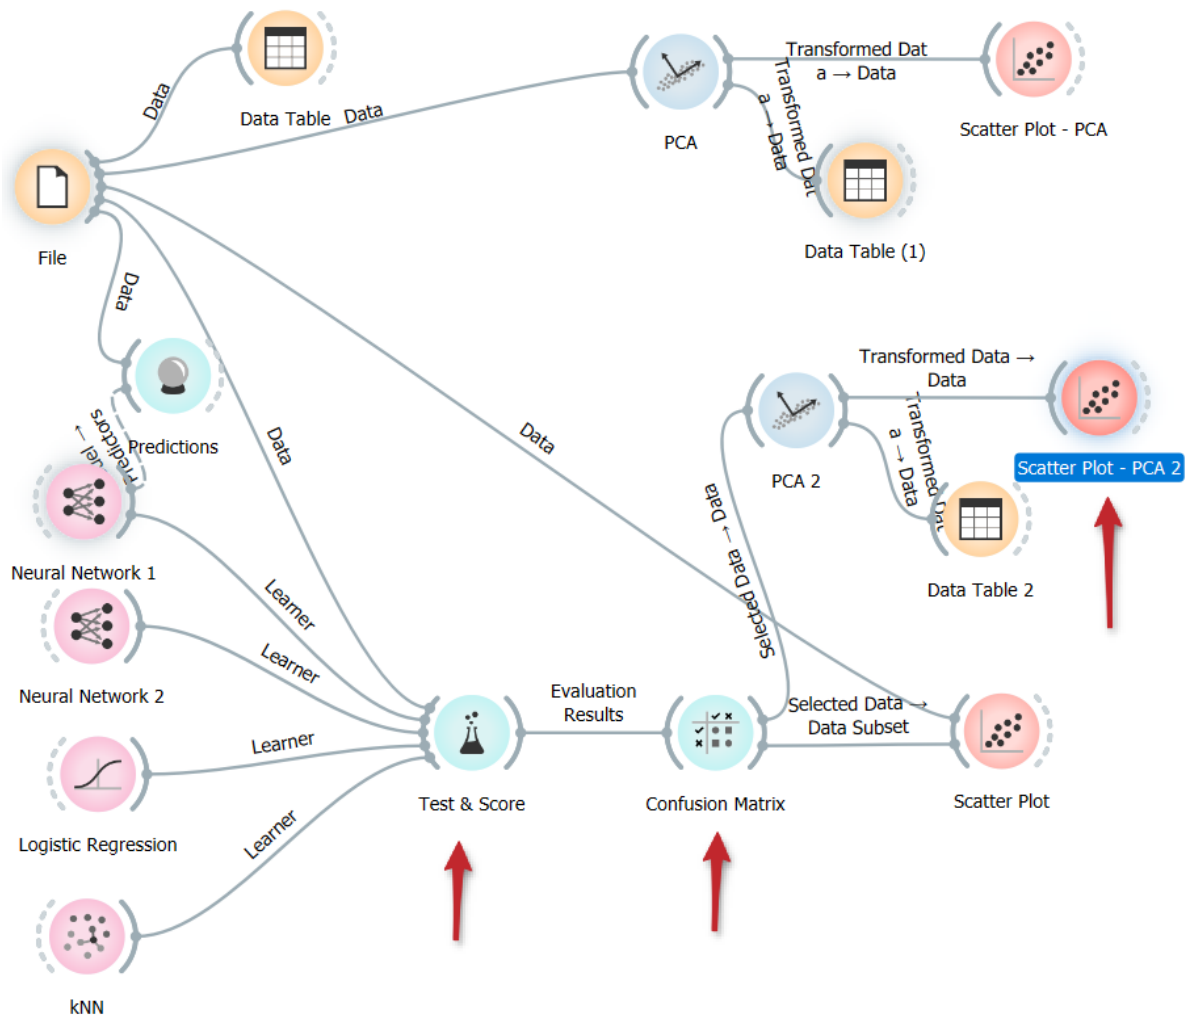 Transformed Dat
a → Data
Data
Data Table
Data
PCA
Transformed Dat
a → Data
Scatter Plot - PCA
File
Data Table (1)
Data
Predictions
Predictors
Data
Data
Transformed Data →
Data
Transformed Dat
a → Data
PCA 2
Scatter Plot - PCA 2
Selected Data → Data
Neural Network 1
Data Table 2
Learner
Neural Network 2
Learner
Evaluation
Results
Selected Data →
Data Subset
Learner
Test & Score
Confusion Matrix
Scatter Plot
Logistic Regression
Learner
kNN